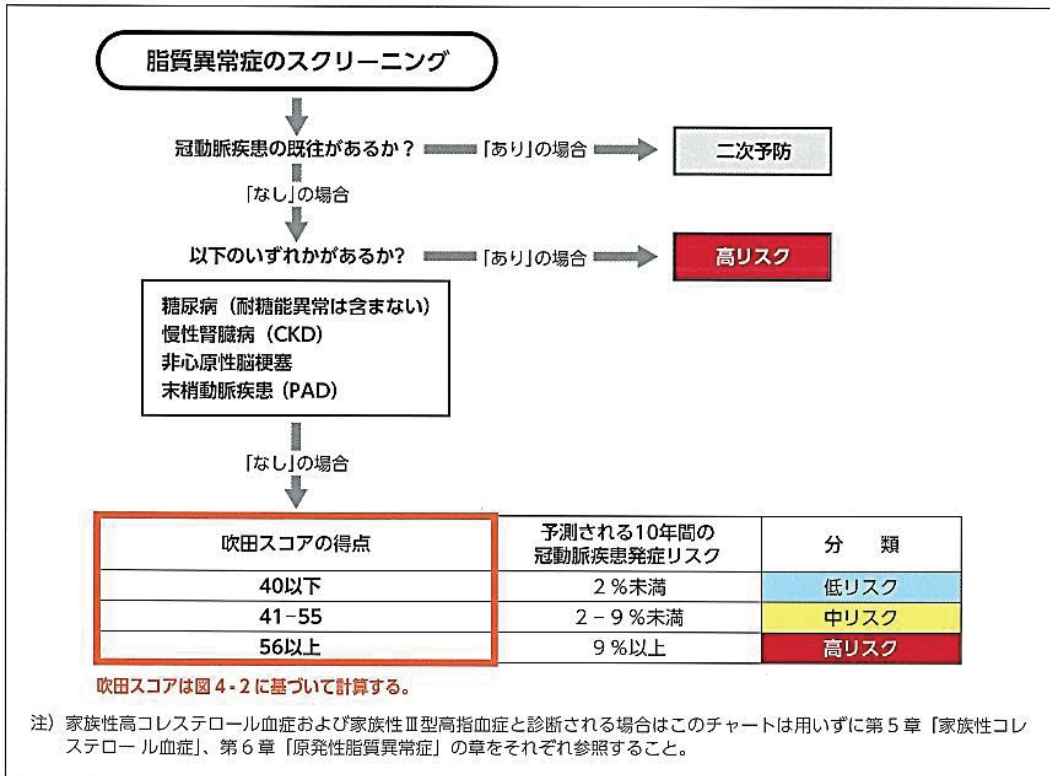 脂質異常症のスクリーニング
冠動脈疾患の既往があるか？ 「あり」の場合 二次予防
「なし」の場合
以下のいずれかがあるか? 「あり」の場合 高リスク
糖尿病（耐糖能異常は含まない）
慢性腎臓病（CKD）
非心原性脳梗塞
末梢動脈疾患（PAD）
「なし」の場合
吹田スコアの得点 予測される10年間の冠動脈疾患発症リスク 分　類
40以下 2％未満 低リスク
41−55 2−9％未満 中リスク
56以上 9％以上 高リスク
吹田スコアは図4-2に基づいて計算する。
注）家族性高コレステロール血症および家族性Ⅲ型高指血症と診断される場合はこのチャートは用いずに第5章「家族性コレ
ステロール血症」、第6章「原発性脂質異常症」の章をそれぞれ参照すること。